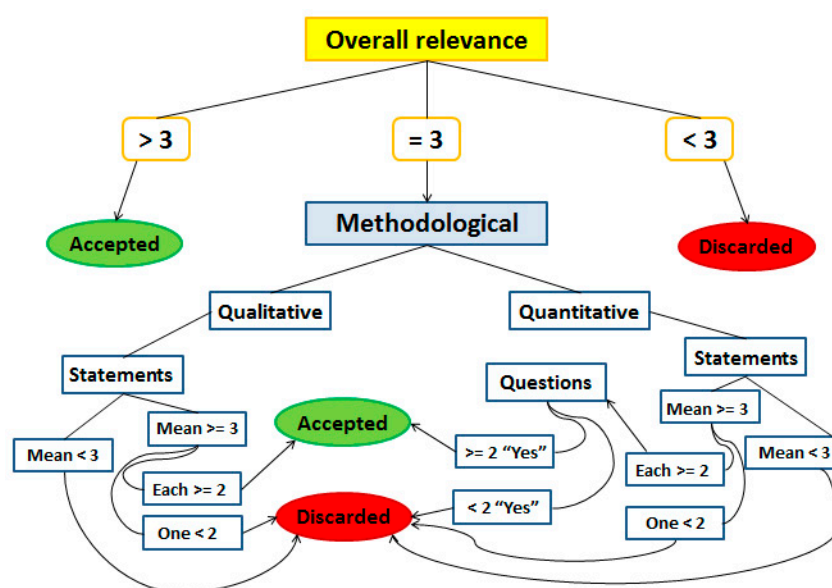 Overall relevance
> 3
= 3
< 3
Accepted
Methodological
Discarded
Qualitative
Quantitative
Statements
Statements
Questions
Mean >= 3
Mean >= 3
Accepted
Mean < 3
>= 2 “Yes”
Mean < 3
Each >= 2
Each >= 2
Discarded
< 2 “Yes”
One < 2
One < 2